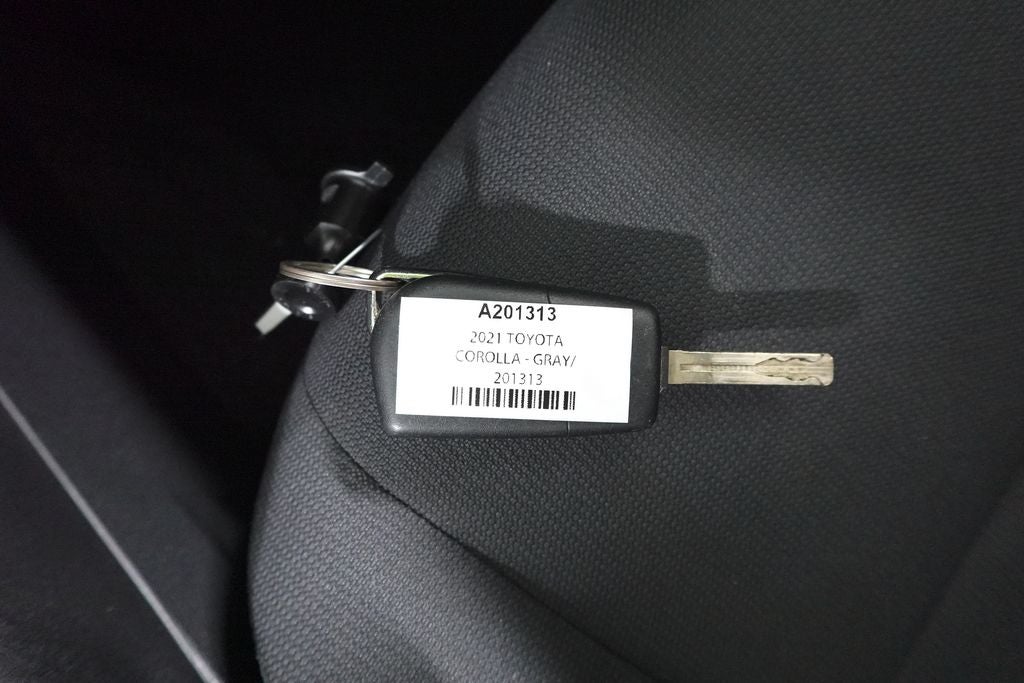 A201313
2021 TOYOTA
COROLLA - GRAY/
201313